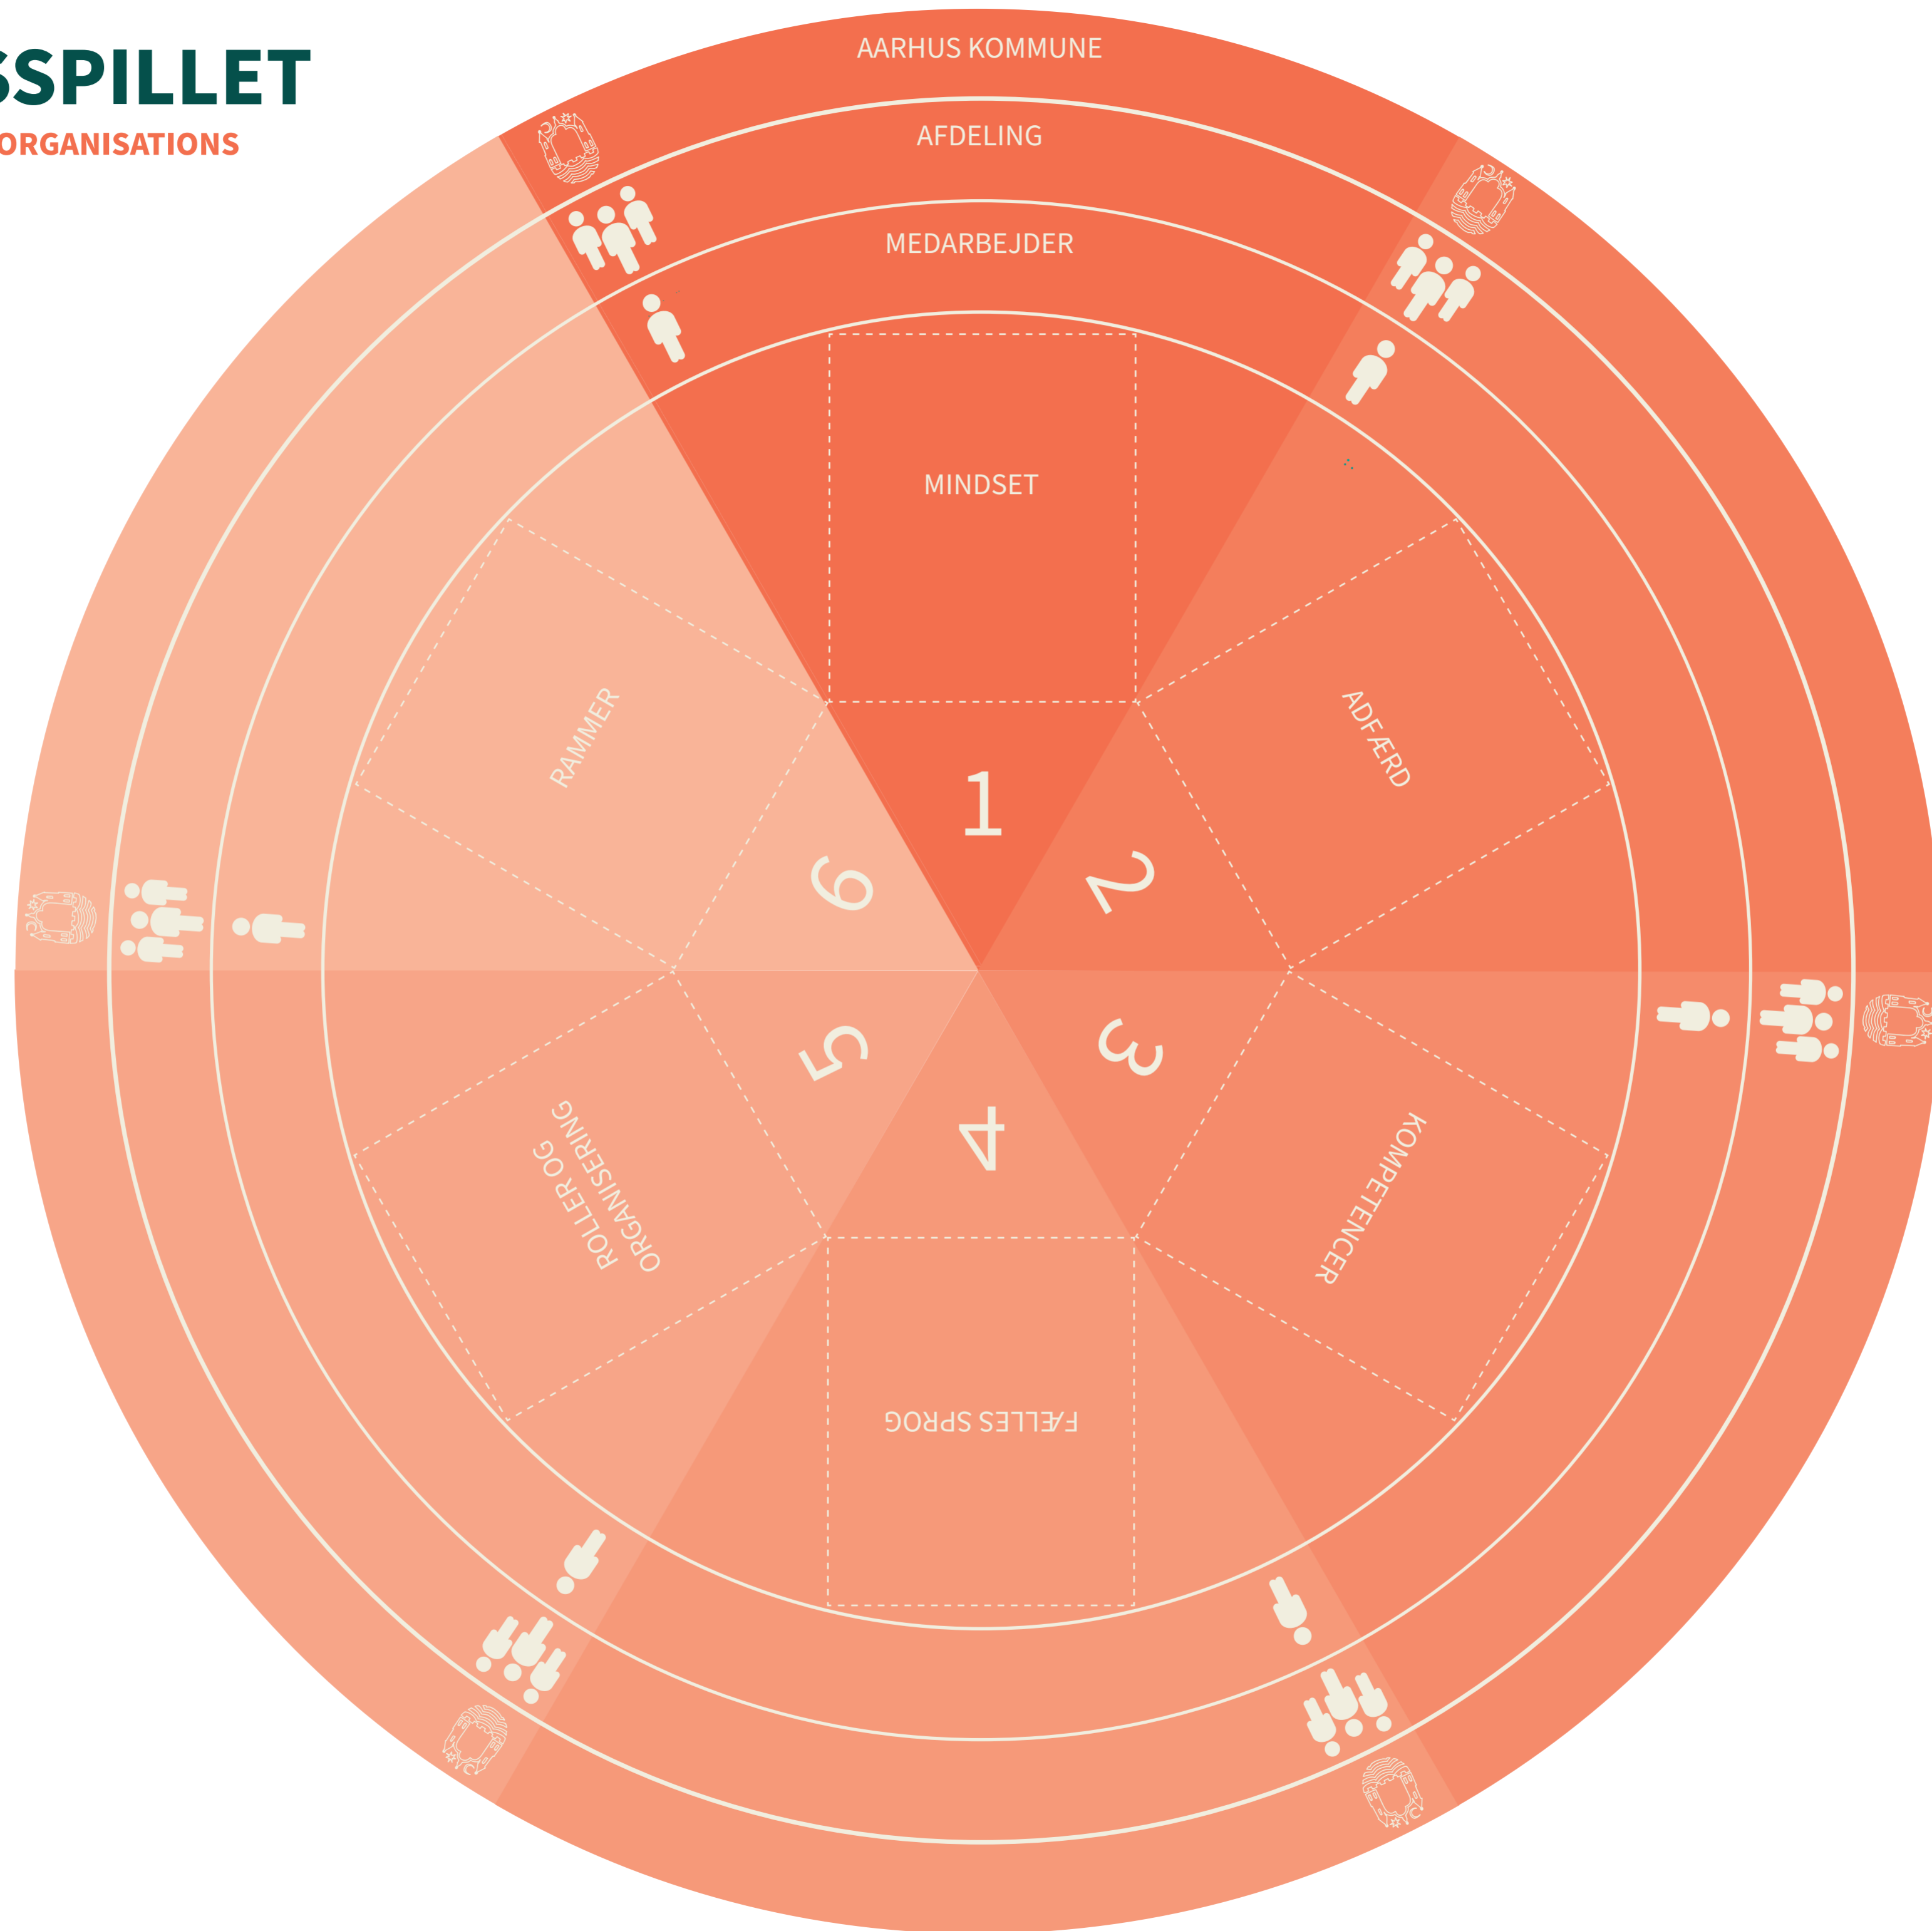 SSPILLET
ORGANISATIONS
AARHUS KOMMUNE
AFDELING
MEDARBEJDER
MINDSET
1
ADFÆRD
2
KOMPETENCER
3
FÆLLES SPROG
4
ROLLER OG
ORGANISERING
5
RAMMER
6